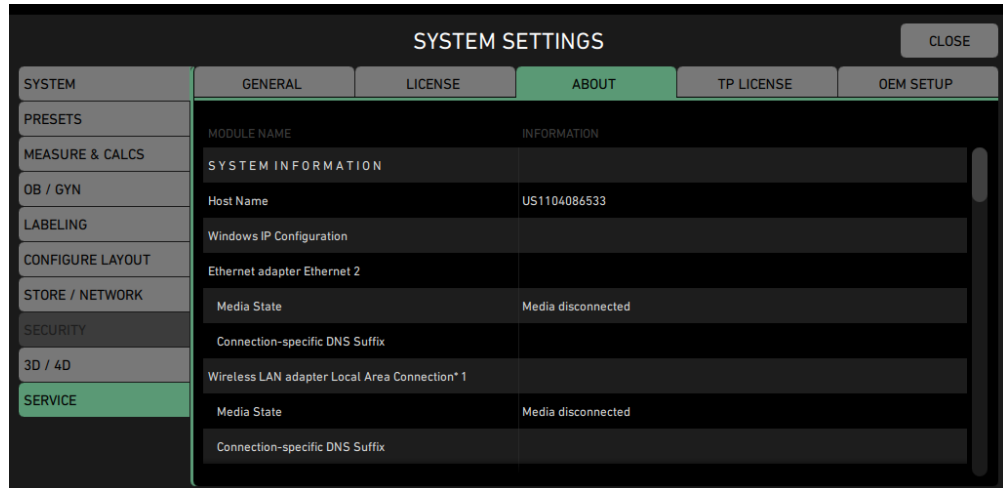 SYSTEM SETTINGS
CLOSE
SYSTEM
PRESETS
MEASURE & CALCS
OB / GYN
LABELING
CONFIGURE LAYOUT
STORE / NETWORK
SECURITY
3D / 4D
SERVICE
GENERAL LICENSE ABOUT TP LICENSE OEM SETUP
MODULE NAME INFORMATION
SYSTEM INFORMATION
Host Name US1104086533
Windows IP Configuration
Ethernet adapter Ethernet 2
Media State Media disconnected
Connection-specific DNS Suffix
Wireless LAN adapter Local Area Connection* 1
Media State Media disconnected
Connection-specific DNS Suffix